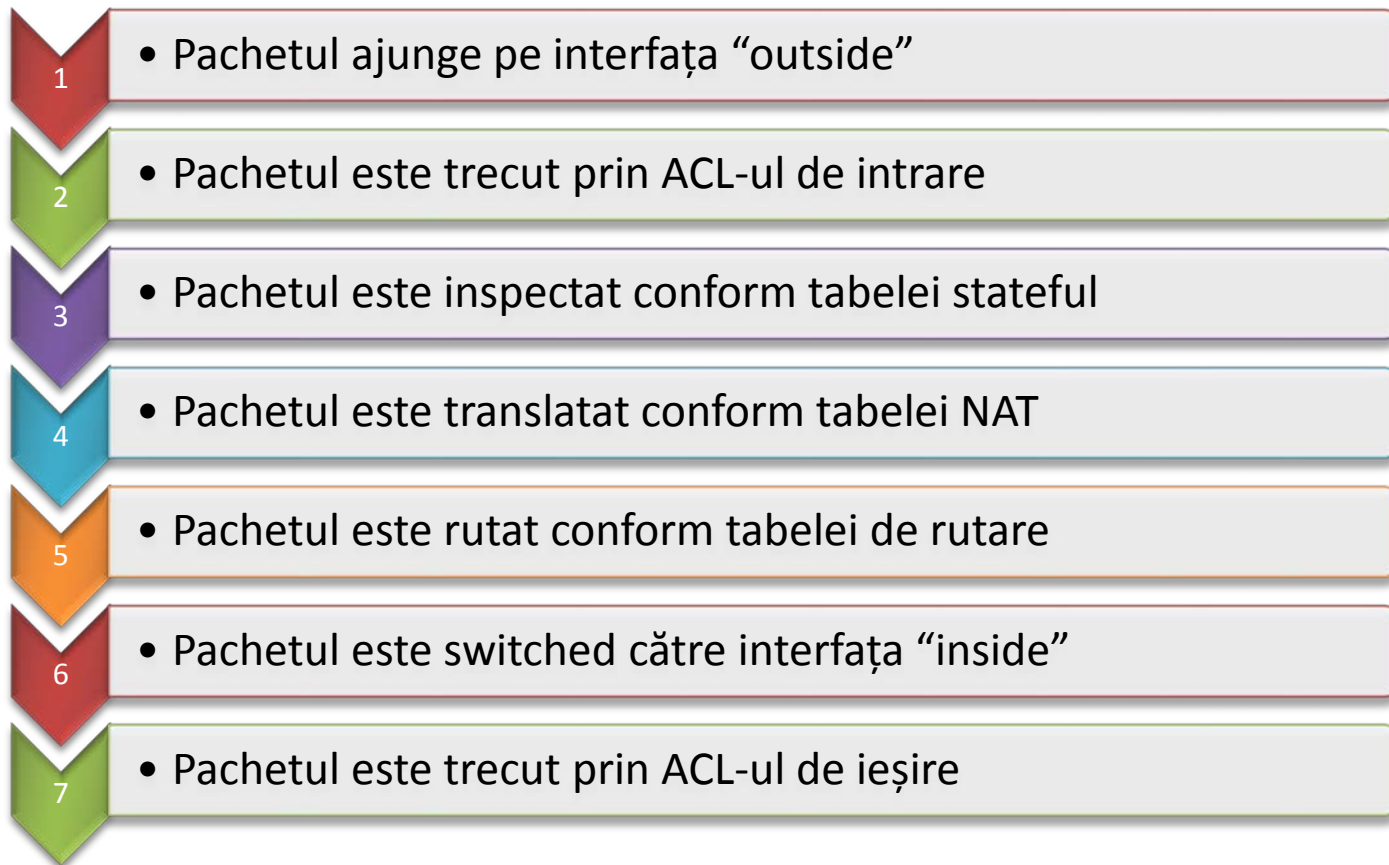 1 • Pachetul ajunge pe interfața “outside”
2 • Pachetul este trecut prin ACL-ul de intrare
3 • Pachetul este inspectat conform tabelei stateful
4 • Pachetul este translatat conform tabelei NAT
5 • Pachetul este rutat conform tabelei de rutare
6 • Pachetul este switched către interfața “inside”
7 • Pachetul este trecut prin ACL-ul de ieșire